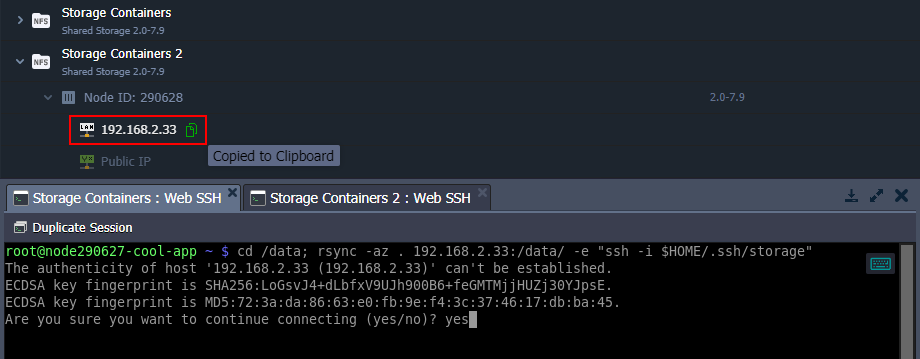 Storage Containers
NFS
Shared Storage 2.0-7.9
Storage Containers 2
NFS
Shared Storage 2.0-7.9
Node ID: 290628 2.0-7.9
LAN 192.168.2.33
Copied to Clipboard
V4 Public IP
Storage Containers : Web SSH Storage Containers 2 : Web SSH
Duplicate Session
root@node290627-cool-app ~ $ cd /data; rsync -az . 192.168.2.33:/data/ -e "ssh -i $HOME/.ssh/storage"
The authenticity of host '192.168.2.33 (192.168.2.33)' can't be established.
ECDSA key fingerprint is SHA256:LoGsvJ4+dLbfxV9UJh900B6+feGMTMjjHUZj30YJpsE.
ECDSA key fingerprint is MD5:72:3a:da:86:63:e0:fb:9e:f4:3c:37:46:17:db:ba:45.
Are you sure you want to continue connecting (yes/no)? yes